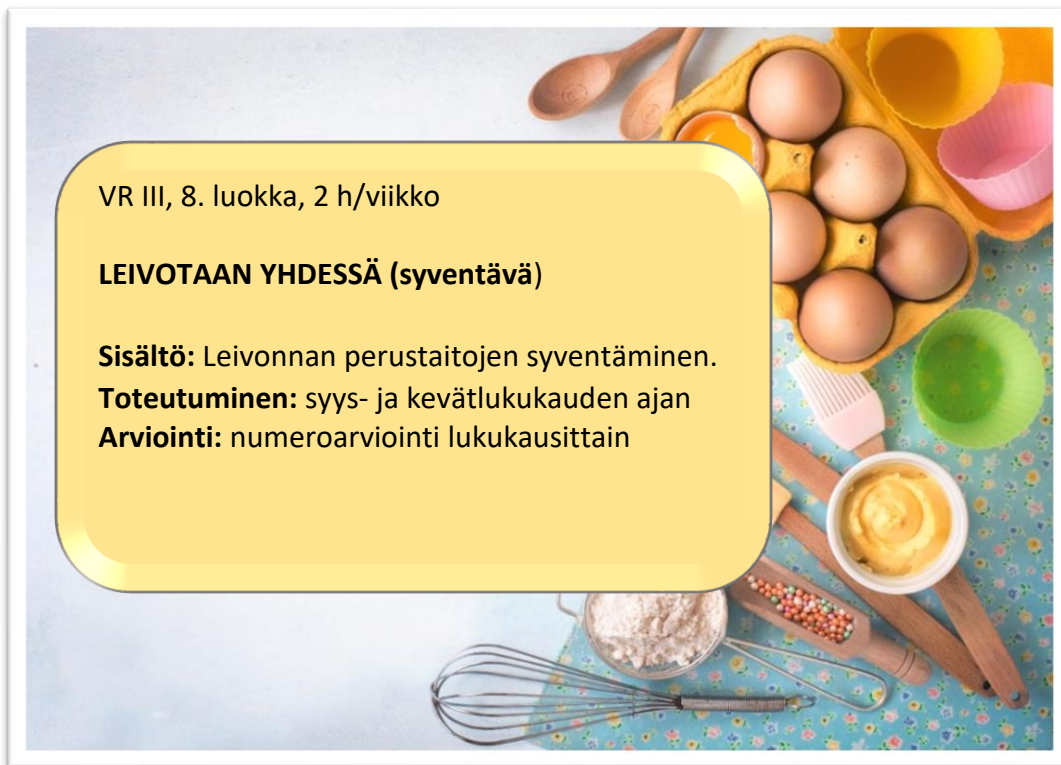 VR III, 8. luokka, 2 h/viikko
LEIVOTAAN YHDESSÄ (syventävä)
Sisältö: Leivonnan perustaitojen syventäminen.
Toteutuminen: syys- ja kevätlukukauden ajan
Arviointi: numeroarviointi lukukausittain